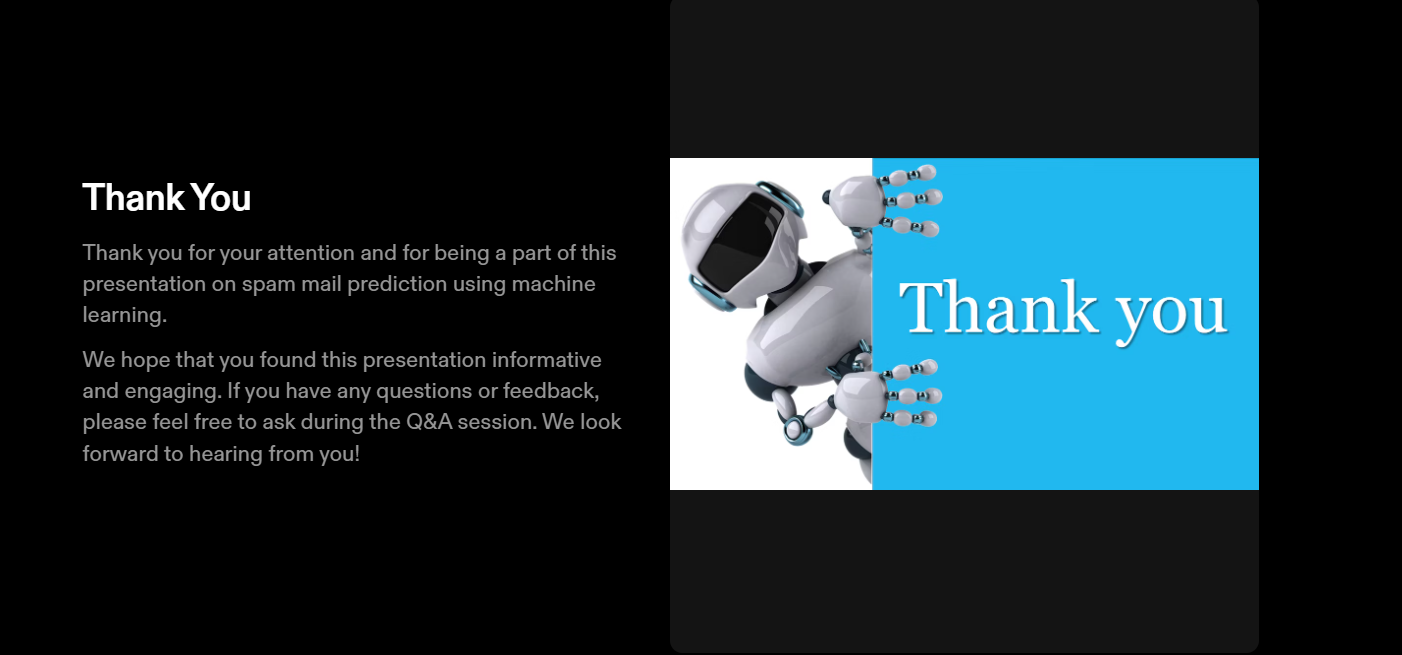 Thank You
Thank you for your attention and for being a part of this
presentation on spam mail prediction using machine
learning.
We hope that you found this presentation informative
and engaging. If you have any questions or feedback,
please feel free to ask during the Q&A session. We look
forward to hearing from you!
Thank you